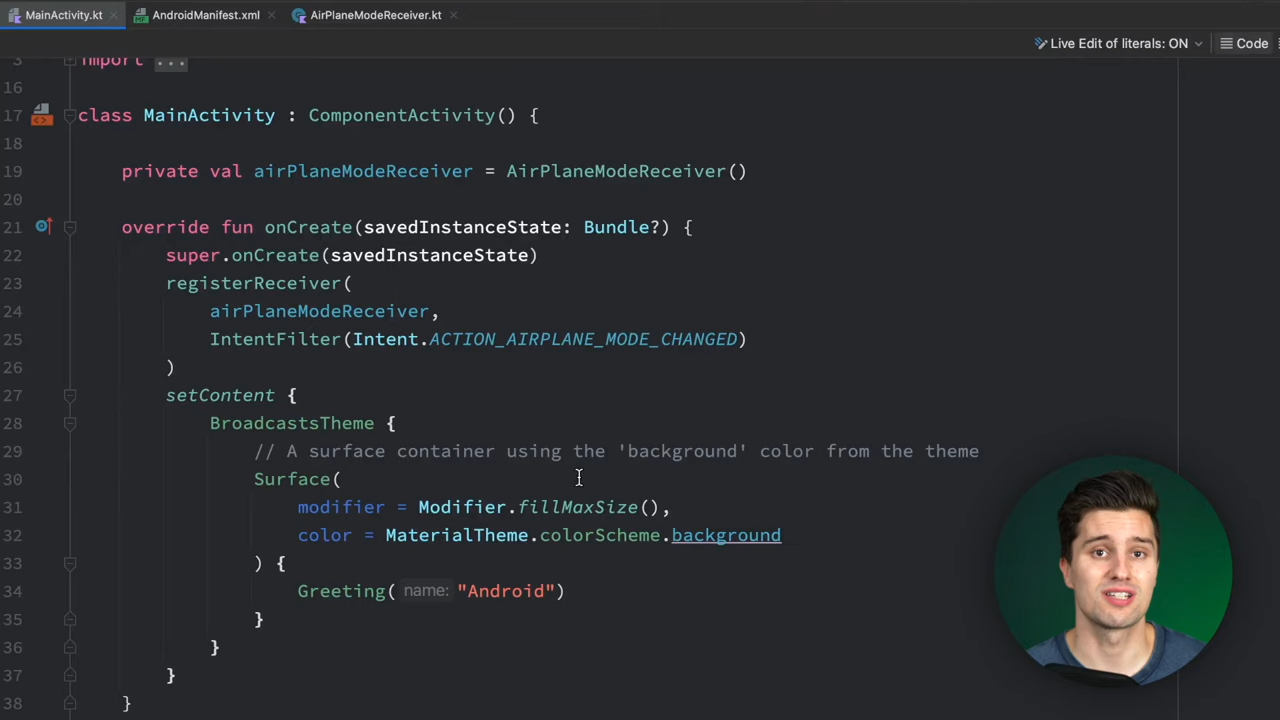 MainActivity.kt
AndroidManifest.xml
AirPlaneModeReceiver.kt
Live Edit of literals: ON
Code
3 import ...
16
17 class MainActivity : ComponentActivity() {
18
19 private val airPlaneModeReceiver = AirPlaneModeReceiver()
20
21 override fun onCreate(savedInstanceState: Bundle?) {
22 super.onCreate(savedInstanceState)
23 registerReceiver(
24 airPlaneModeReceiver,
25 IntentFilter(Intent.ACTION_AIRPLANE_MODE_CHANGED)
26 )
27 setContent {
28 BroadcastsTheme {
29 // A surface container using the 'background' color from the theme
30 Surface(
31 modifier = Modifier.fillMaxSize(),
32 color = MaterialTheme.colorScheme.background
33 ) {
34 Greeting( name: "Android")
35 }
36 }
37 }
38 }